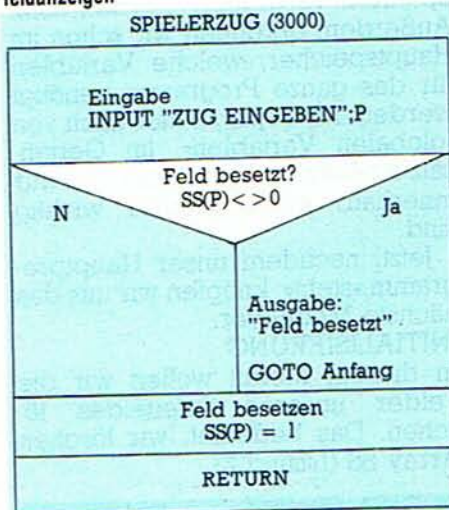 feldanzeigen
SPIELERZUG (3000)
Eingabe
INPUT "ZUG EINGEBEN";P
Feld besetzt?
SS(P)<>0
N
Ja
Ausgabe:
"Feld besetzt"
GOTO Anfang
Feld besetzen
SS(P) = 1
RETURN